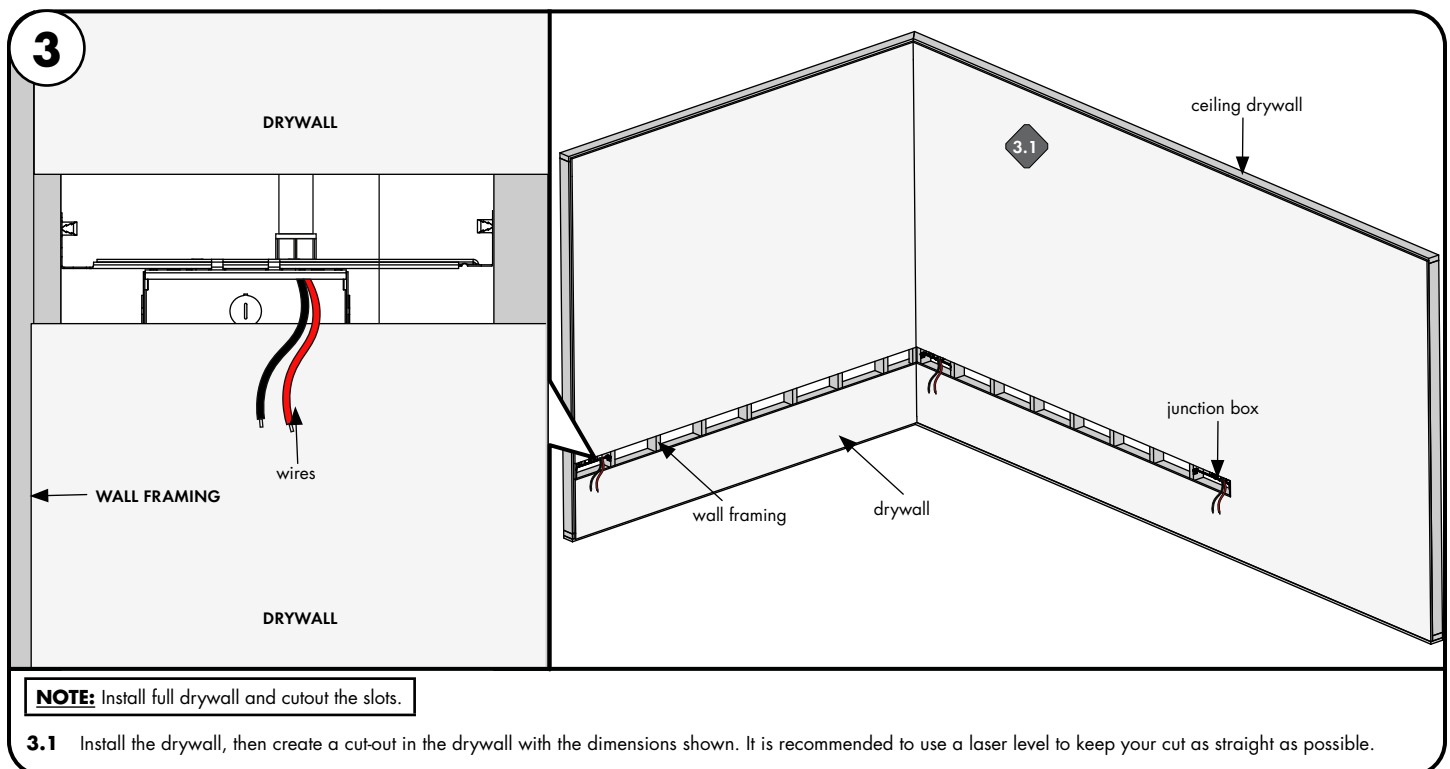 3
DRYWALL
wires
WALL FRAMING
DRYWALL
3.1
ceiling drywall
junction box
wall framing
drywall
NOTE: Install full drywall and cutout the slots.
3.1 Install the drywall, then create a cut-out in the drywall with the dimensions shown. It is recommended to use a laser level to keep your cut as straight as possible.